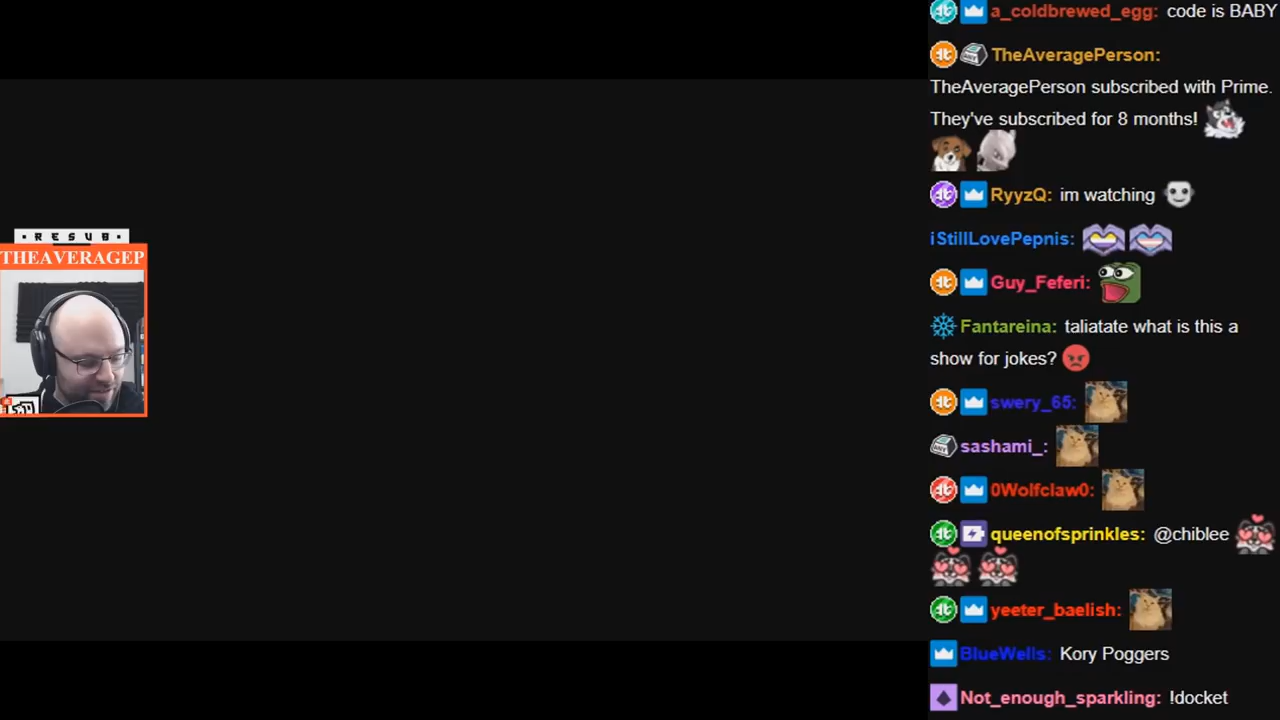 a_coldbrewed_egg: code is BABY
TheAveragePerson:
TheAveragePerson subscribed with Prime.
They've subscribed for 8 months!
RyyzQ: im watching
iStillLovePepnis:
Guy_Feferi:
Fantareina: taliatate what is this a
show for jokes?
swery_65:
sashami_:
0Wolfclaw0:
queenofsprinkles: @chiblee
yeeter_baelish:
BlueWells: Kory Poggers
Not_enough_sparkling: !docket
• RESUB •
THEAVERAGEP